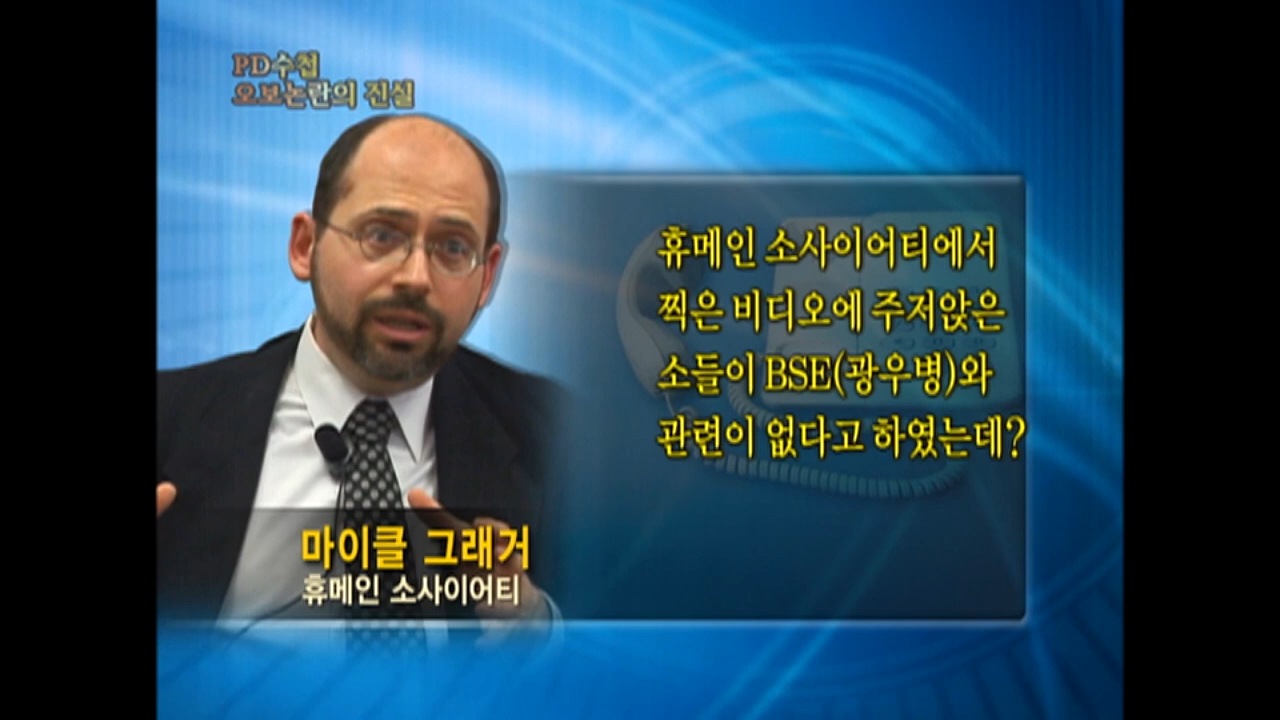 PD수첩
오보논란의 진실
휴메인 소사이어티에서
찍은 비디오에 주저앉은
소들이 BSE(광우병)와
관련이 없다고 하였는데?
마이클 그래거
휴메인 소사이어티